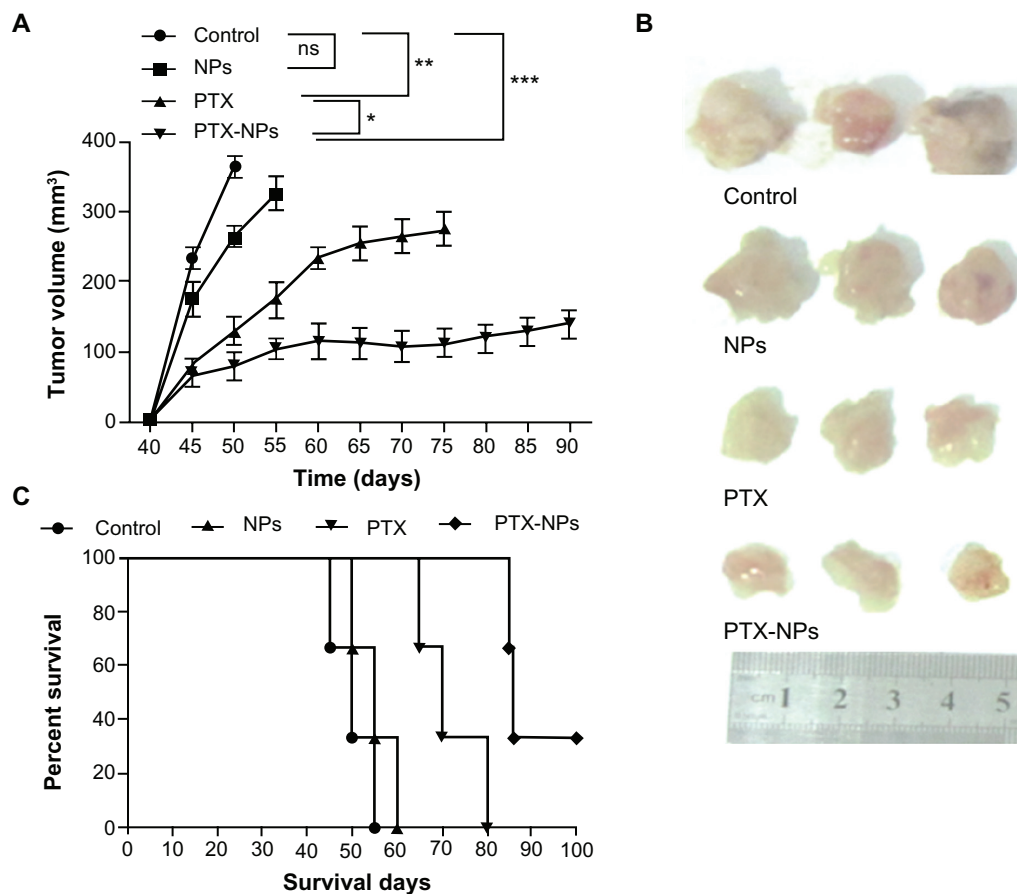 A
Control
NPs
PTX
PTX-NPs
ns
**
*
***
400
300
200
100
0
Tumor volume (mm³)
40 45 50 55 60 65 70 75 80 85 90
Time (days)
B
Control
NPs
PTX
PTX-NPs
cm 1 2 3 4 5
C
Control NPs PTX PTX-NPs
100
80
60
40
20
0
Percent survival
0 10 20 30 40 50 60 70 80 90 100
Survival days